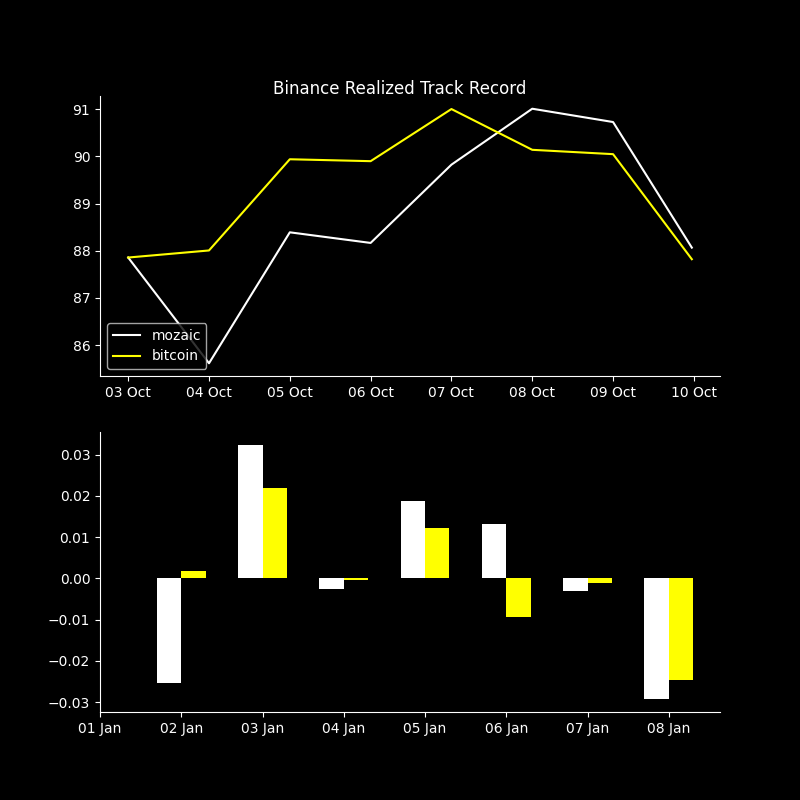 Binance Realized Track Record
91
90
89
88
87
86
mozaic
bitcoin
03 Oct 04 Oct 05 Oct 06 Oct 07 Oct 08 Oct 09 Oct 10 Oct
0.03
0.02
0.01
0.00
−0.01
−0.02
−0.03
01 Jan 02 Jan 03 Jan 04 Jan 05 Jan 06 Jan 07 Jan 08 Jan